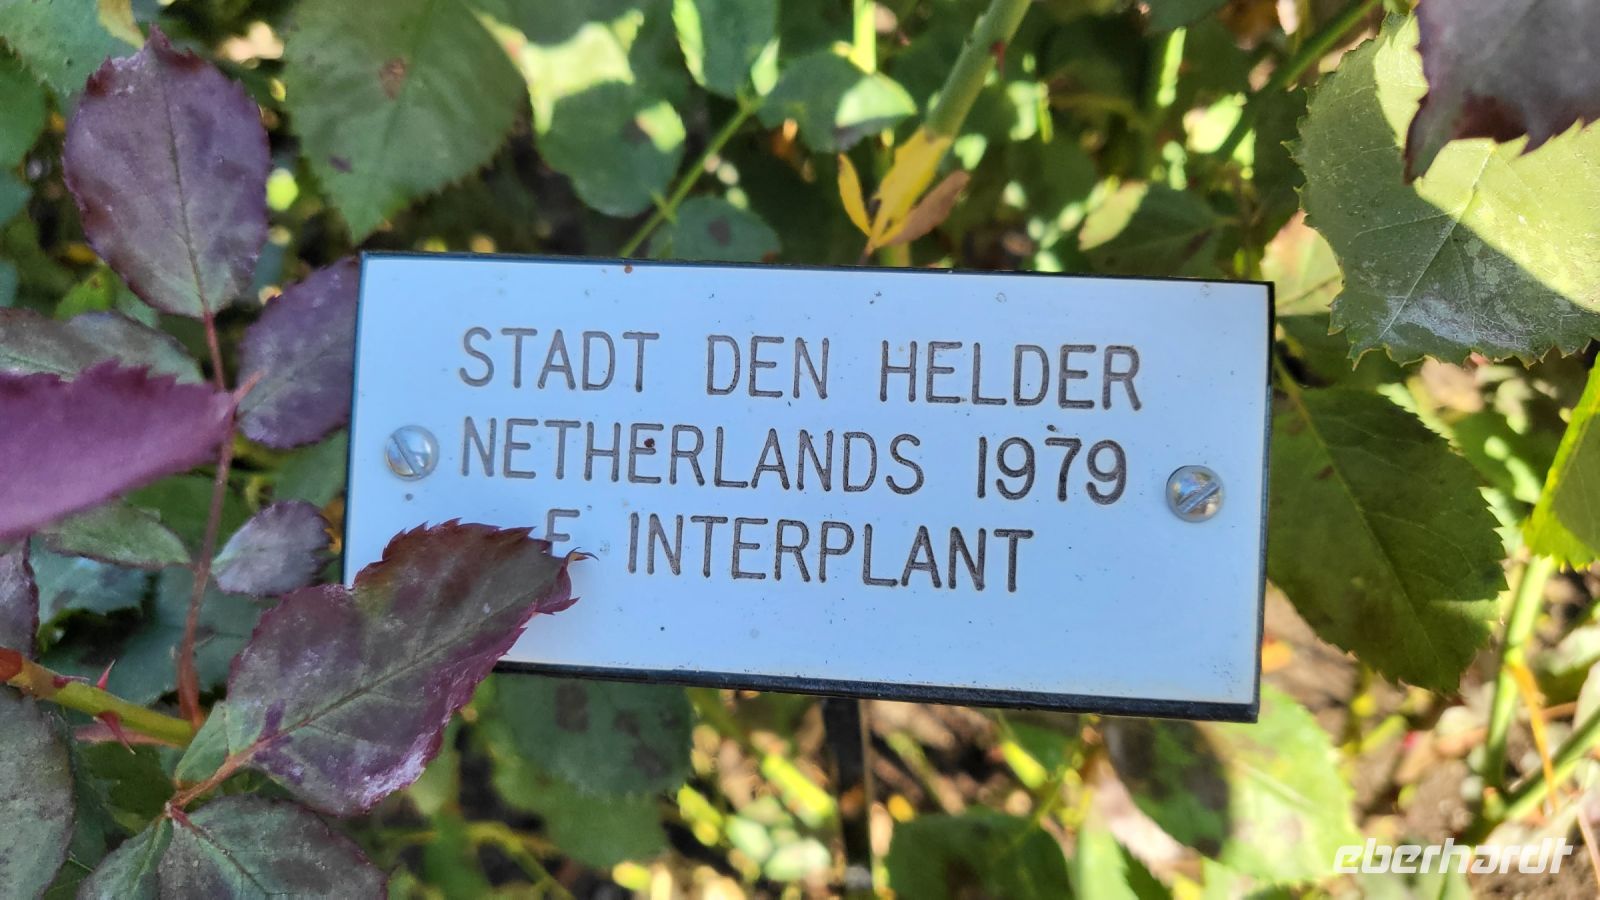 STADT DEN HELDER
NETHERLANDS 1979
F INTERPLANT
eberhardt